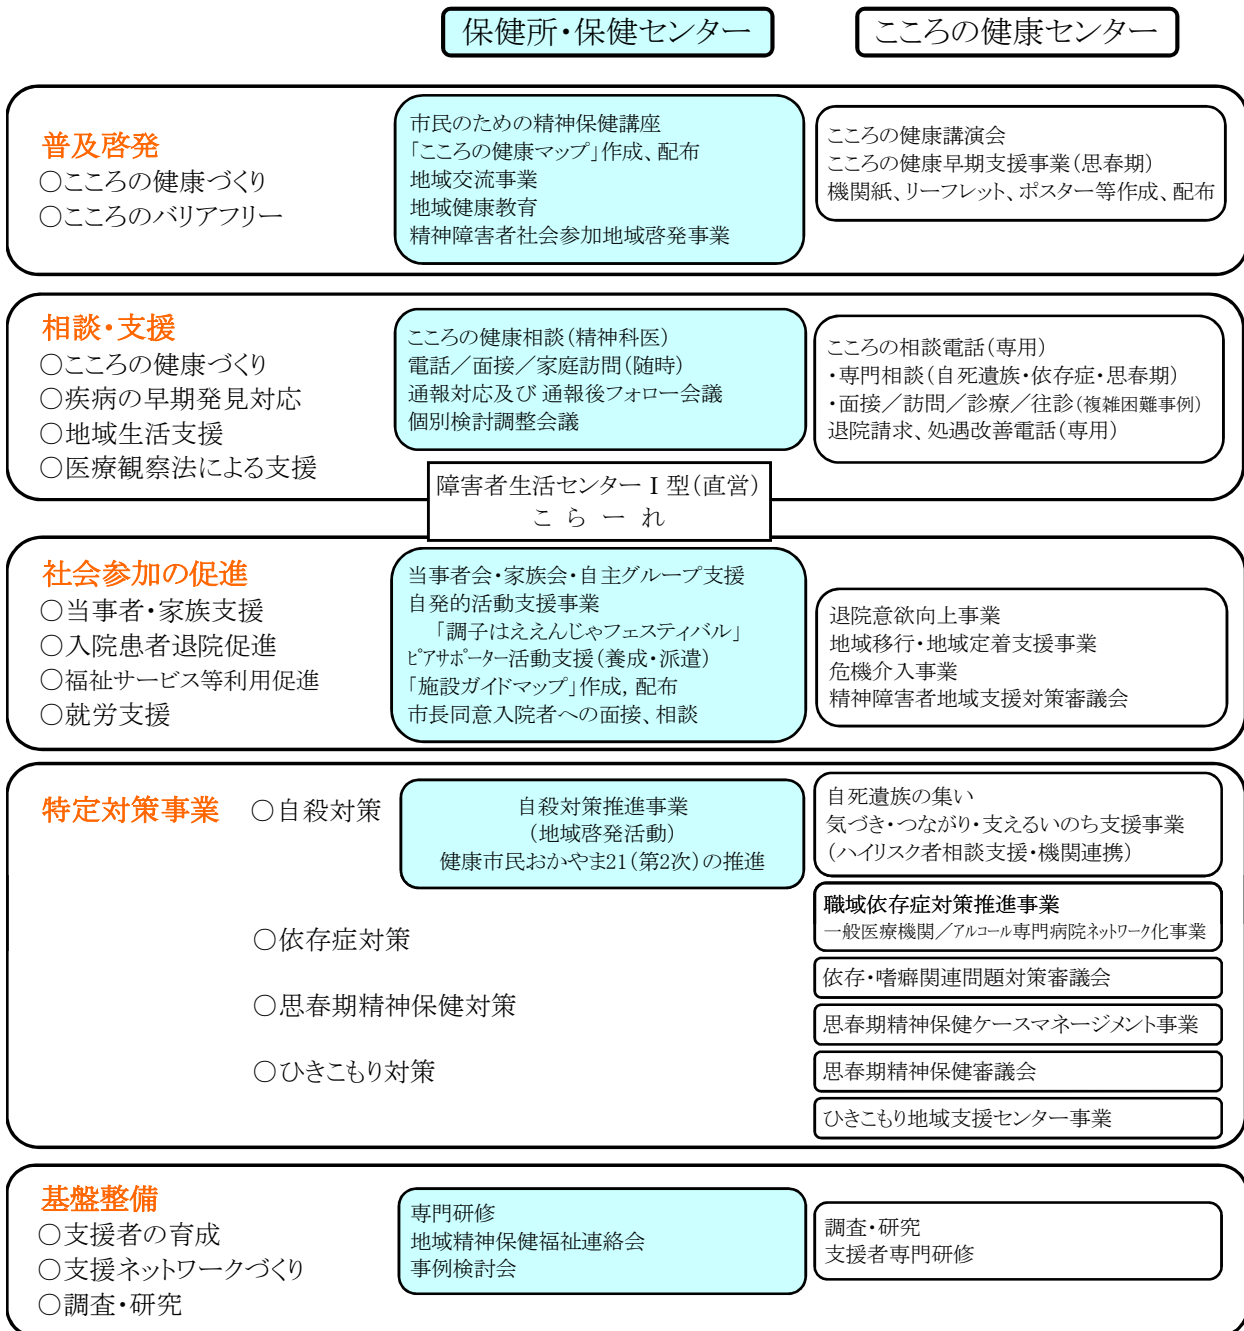 保健所・保健センター
こころの健康センター
普及啓発
○こころの健康づくり
○こころのバリアフリー
市民のための精神保健講座
「こころの健康マップ」作成、配布
地域交流事業
地域健康教育
精神障害者社会参加地域啓発事業
こころの健康講演会
こころの健康早期支援事業(思春期)
機関紙、リーフレット、ポスター等作成、配布
相談・支援
○こころの健康づくり
○疾病の早期発見対応
○地域生活支援
○医療観察法による支援
こころの健康相談(精神科医)
電話/面接/家庭訪問(随時)
通報対応及び 通報後フォロー会議
個別検討調整会議
こころの相談電話(専用)
・専門相談(自死遺族・依存症・思春期)
・面接/訪問/診療/往診(複雑困難事例)
退院請求、処遇改善電話(専用)
障害者生活センターⅠ型(直営)
こ ら ー れ
社会参加の促進
○当事者・家族支援
○入院患者退院促進
○福祉サービス等利用促進
○就労支援
当事者会・家族会・自主グループ支援
自発的活動支援事業
「調子はええんじゃフェスティバル」
ピアサポーター活動支援(養成・派遣)
「施設ガイドマップ」作成, 配布
市長同意入院者への面接、相談
退院意欲向上事業
地域移行・地域定着支援事業
危機介入事業
精神障害者地域支援対策審議会
特定対策事業
○自殺対策
自殺対策推進事業
(地域啓発活動)
健康市民おかやま21(第2次)の推進
自死遺族の集い
気づき・つながり・支えるいのち支援事業
(ハイリスク者相談支援・機関連携)
○依存症対策
職域依存症対策推進事業
一般医療機関/アルコール専門病院ネットワーク化事業
依存・嗜癖関連問題対策審議会
○思春期精神保健対策
思春期精神保健ケースマネージメント事業
思春期精神保健審議会
○ひきこもり対策
ひきこもり地域支援センター事業
基盤整備
○支援者の育成
○支援ネットワークづくり
○調査・研究
専門研修
地域精神保健福祉連絡会
事例検討会
調査・研究
支援者専門研修